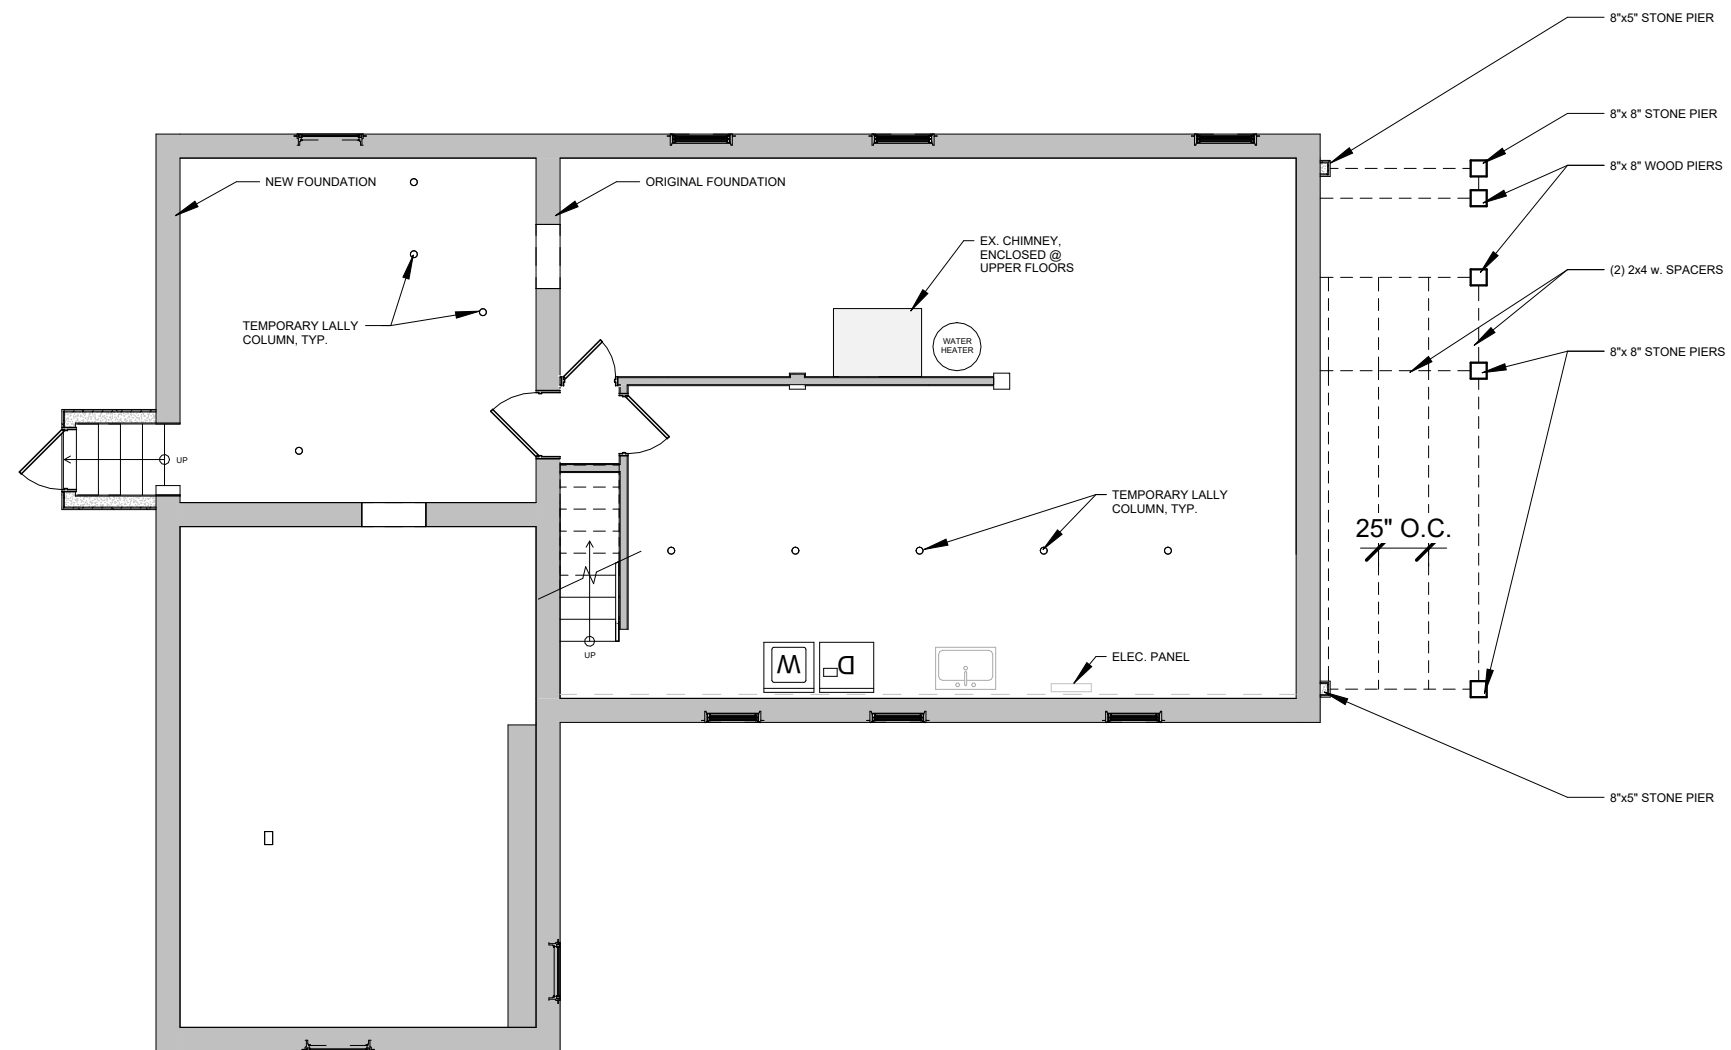 8"x5" STONE PIER
8"x 8" STONE PIER
8"x 8" WOOD PIERS
NEW FOUNDATION
ORIGINAL FOUNDATION
EX. CHIMNEY,
ENCLOSED @
UPPER FLOORS
(2) 2x4 w. SPACERS
TEMPORARY LALLY
COLUMN, TYP.
WATER
HEATER
8"x 8" STONE PIERS
UP
TEMPORARY LALLY
COLUMN, TYP.
25" O.C.
UP
W
D
ELEC. PANEL
8"x5" STONE PIER